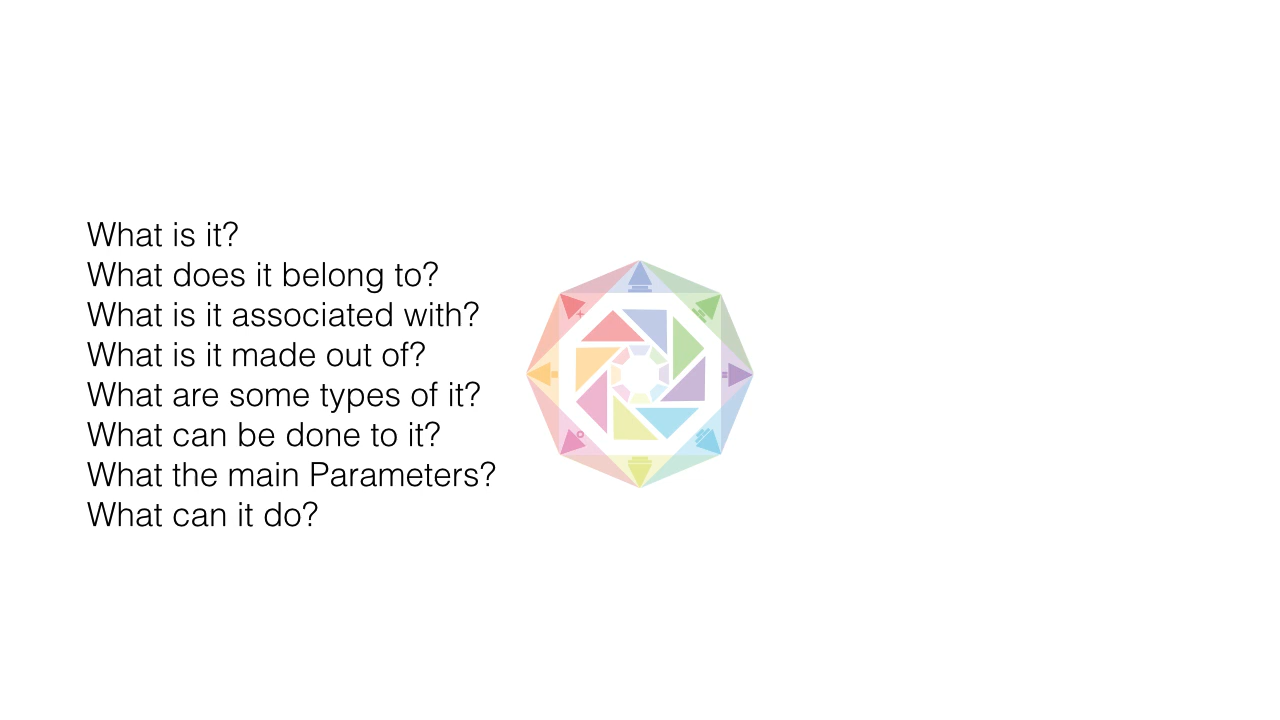 What is it?
What does it belong to?
What is it associated with?
What is it made out of?
What are some types of it?
What can be done to it?
What the main Parameters?
What can it do?